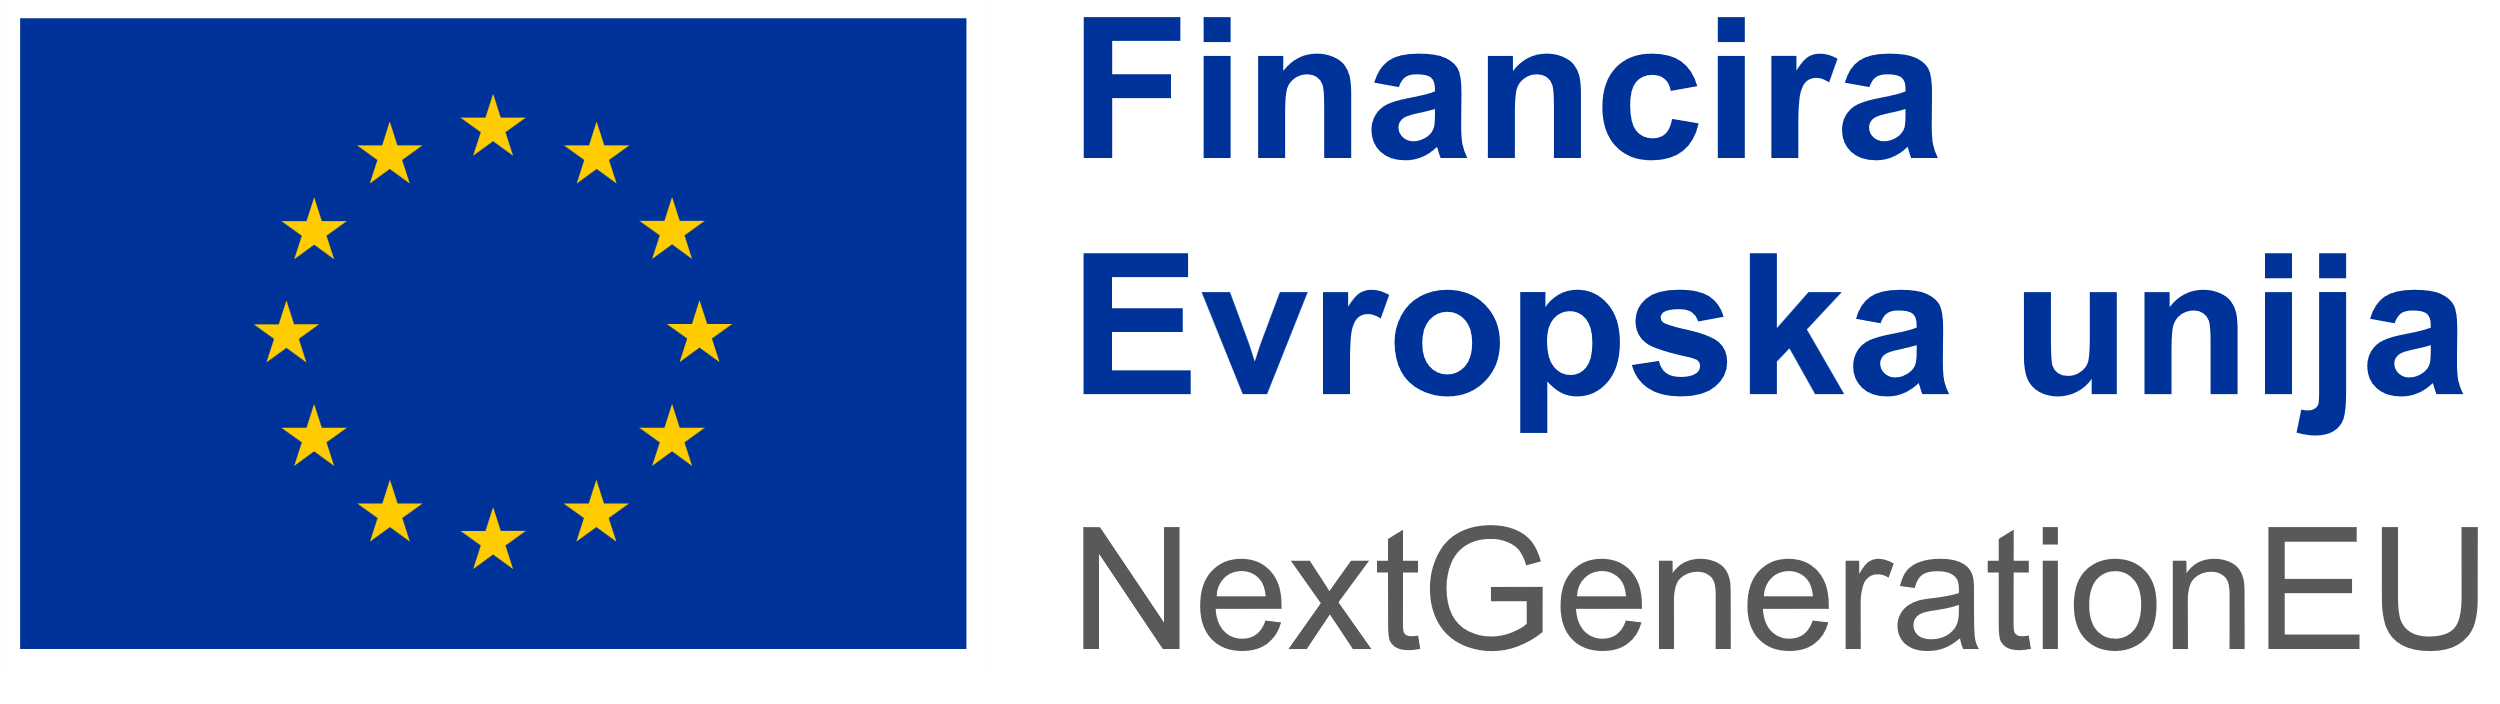 Financira
Evropska unija
NextGenerationEU